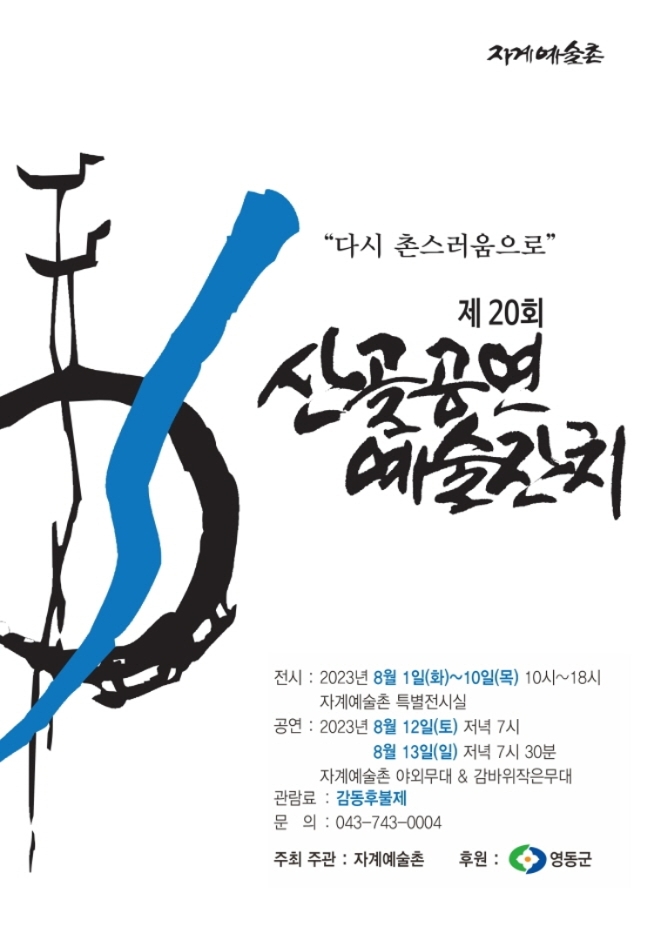 자계예술촌
“다시 촌스러움으로”
제 20회
산골공연
예술잔치
전시 : 2023년 8월 1일(화)~10일(목) 10시~18시
자계예술촌 특별전시실
공연 : 2023년 8월 12일(토) 저녁 7시
8월 13일(일) 저녁 7시 30분
자계예술촌 야외무대 & 감바위작은무대
관람료 : 감동후불제
문 의 : 043-743-0004
주최 주관 : 자계예술촌 후원 : 영동군